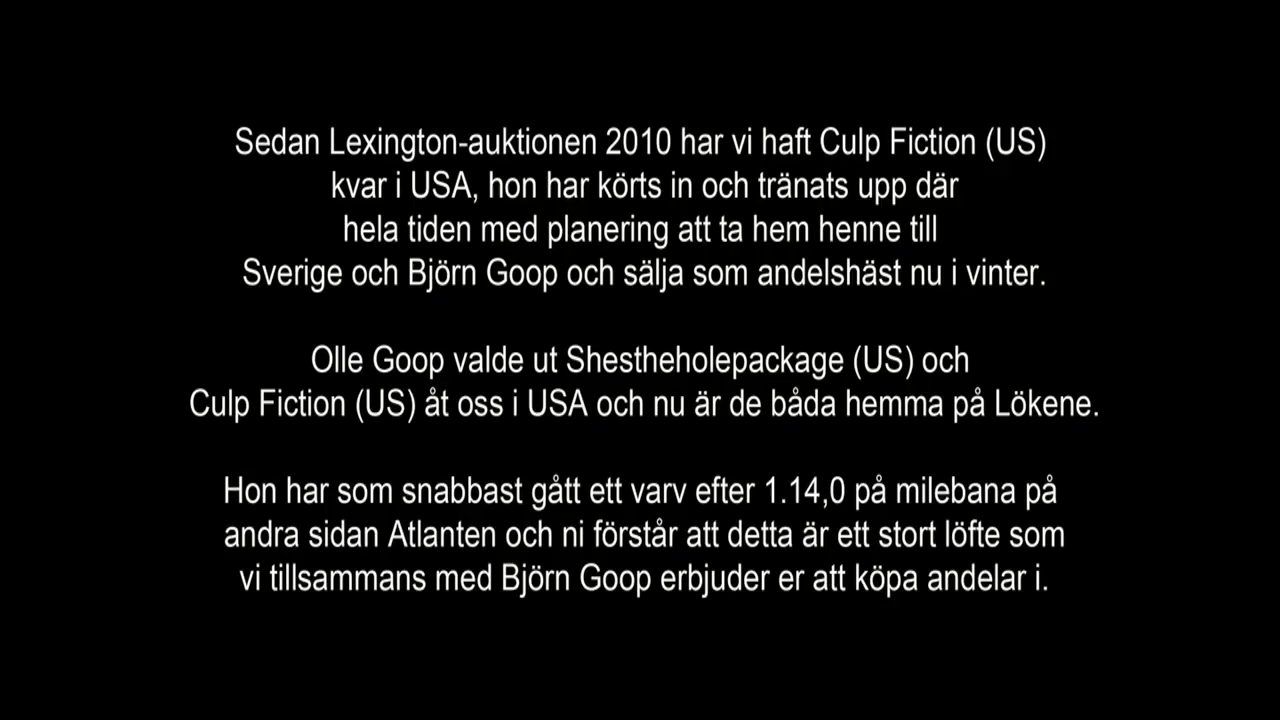 Sedan Lexington-auktionen 2010 har vi haft Culp Fiction (US)
kvar i USA, hon har körts in och tränats upp där
hela tiden med planering att ta hem henne till
Sverige och Björn Goop och sälja som andelshäst nu i vinter.
Olle Goop valde ut Shestheholepackage (US) och
Culp Fiction (US) åt oss i USA och nu är de båda hemma på Lökene.
Hon har som snabbast gått ett varv efter 1.14,0 på milebana på
andra sidan Atlanten och ni förstår att detta är ett stort löfte som
vi tillsammans med Björn Goop erbjuder er att köpa andelar i.